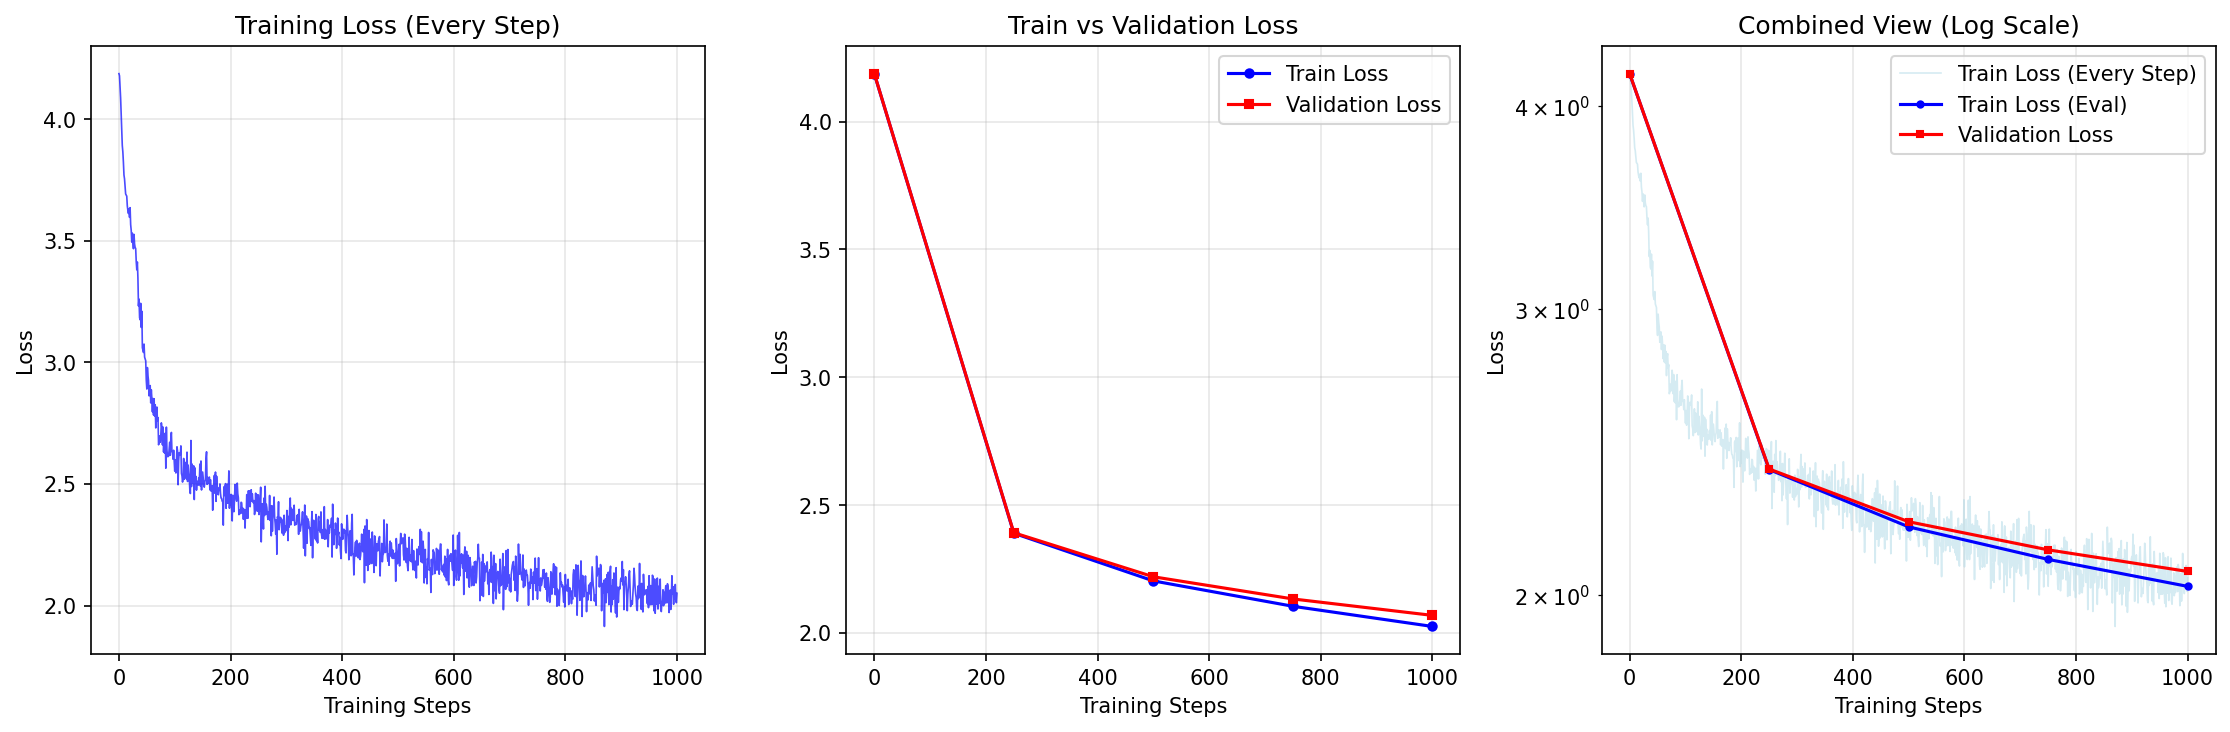 Training Loss (Every Step)
Loss
4.0
3.5
3.0
2.5
2.0
0 200 400 600 800 1000
Training Steps
Train vs Validation Loss
Train Loss
Validation Loss
Loss
4.0
3.5
3.0
2.5
2.0
0 200 400 600 800 1000
Training Steps
Combined View (Log Scale)
Train Loss (Every Step)
Train Loss (Eval)
Validation Loss
Loss
4 × 10⁰
3 × 10⁰
2 × 10⁰
0 200 400 600 800 1000
Training Steps